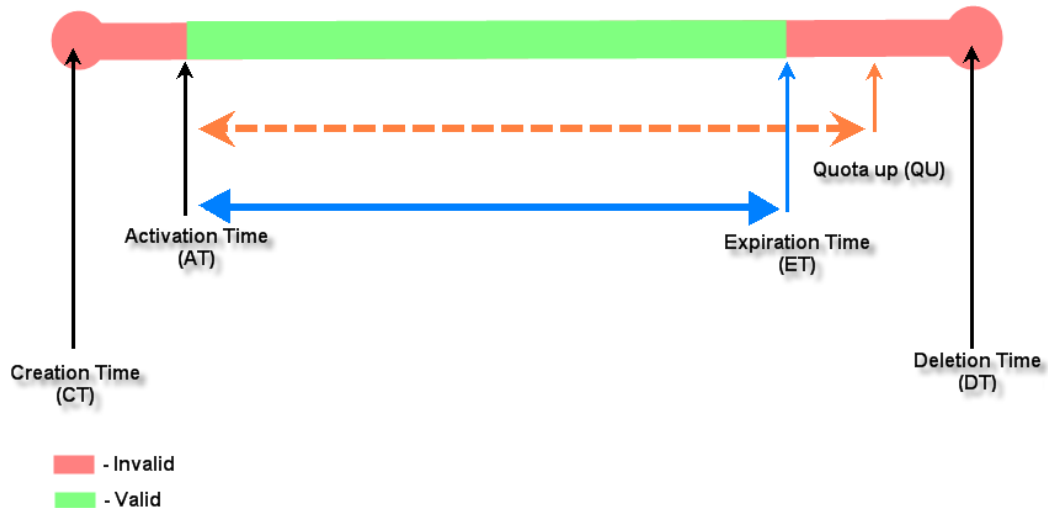 Quota up (QU)
Activation Time
(AT)
Expiration Time
(ET)
Creation Time
(CT)
Deletion Time
(DT)
- Invalid
- Valid